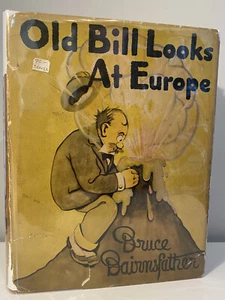 Old Bill Looks
At Europe
Bruce
Bairnsfather